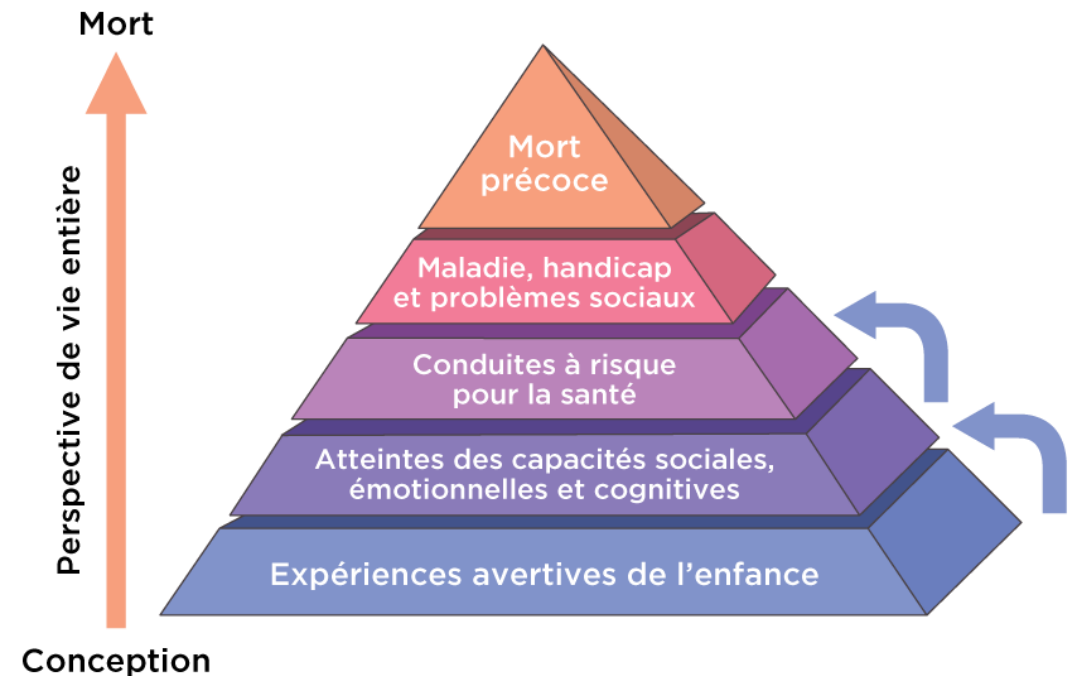 Mort
Perspective de vie entière
Conception
Mort
précoce
Maladie, handicap
et problèmes sociaux
Conduites à risque
pour la santé
Atteintes des capacités sociales,
émotionnelles et cognitives
Expériences avertives de l’enfance